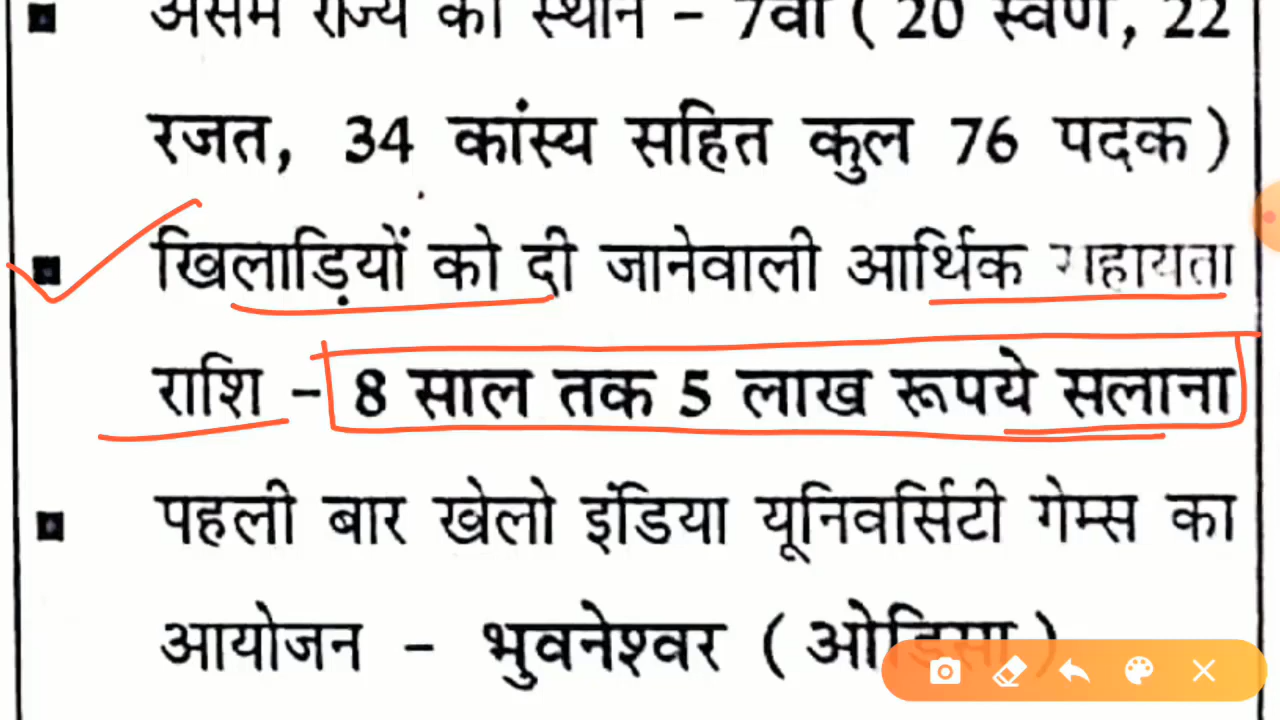 असम राज्य का स्थान - 7वां ( 20 स्वर्ण, 22
रजत, 34 कांस्य सहित कुल 76 पदक )
खिलाड़ियों को दी जानेवाली आर्थिक सहायता
राशि - 8 साल तक 5 लाख रूपये सलाना
पहली बार खेलो इंडिया यूनिवर्सिटी गेम्स का
आयोजन - भुवनेश्वर ( ओडिसा )